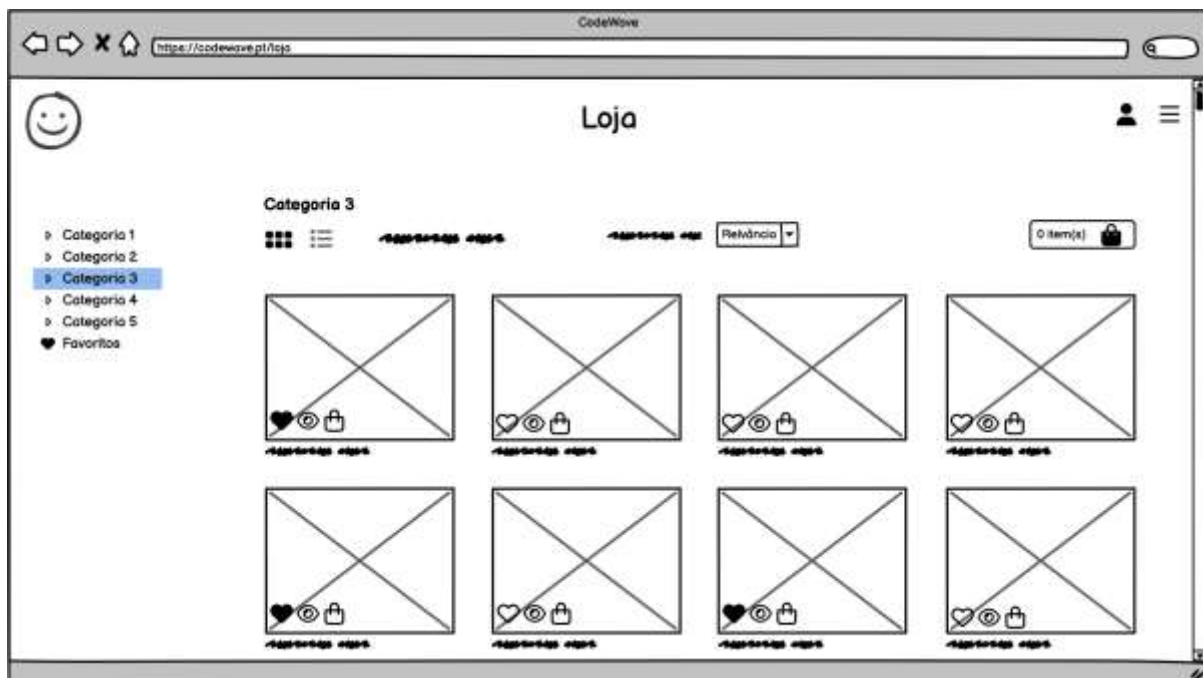 CodeWave
https://codewave.pt/loja
Loja
Categoria 3
Categoria 1
Categoria 2
Categoria 3
Categoria 4
Categoria 5
Favoritos
Relvância
0 item(s)